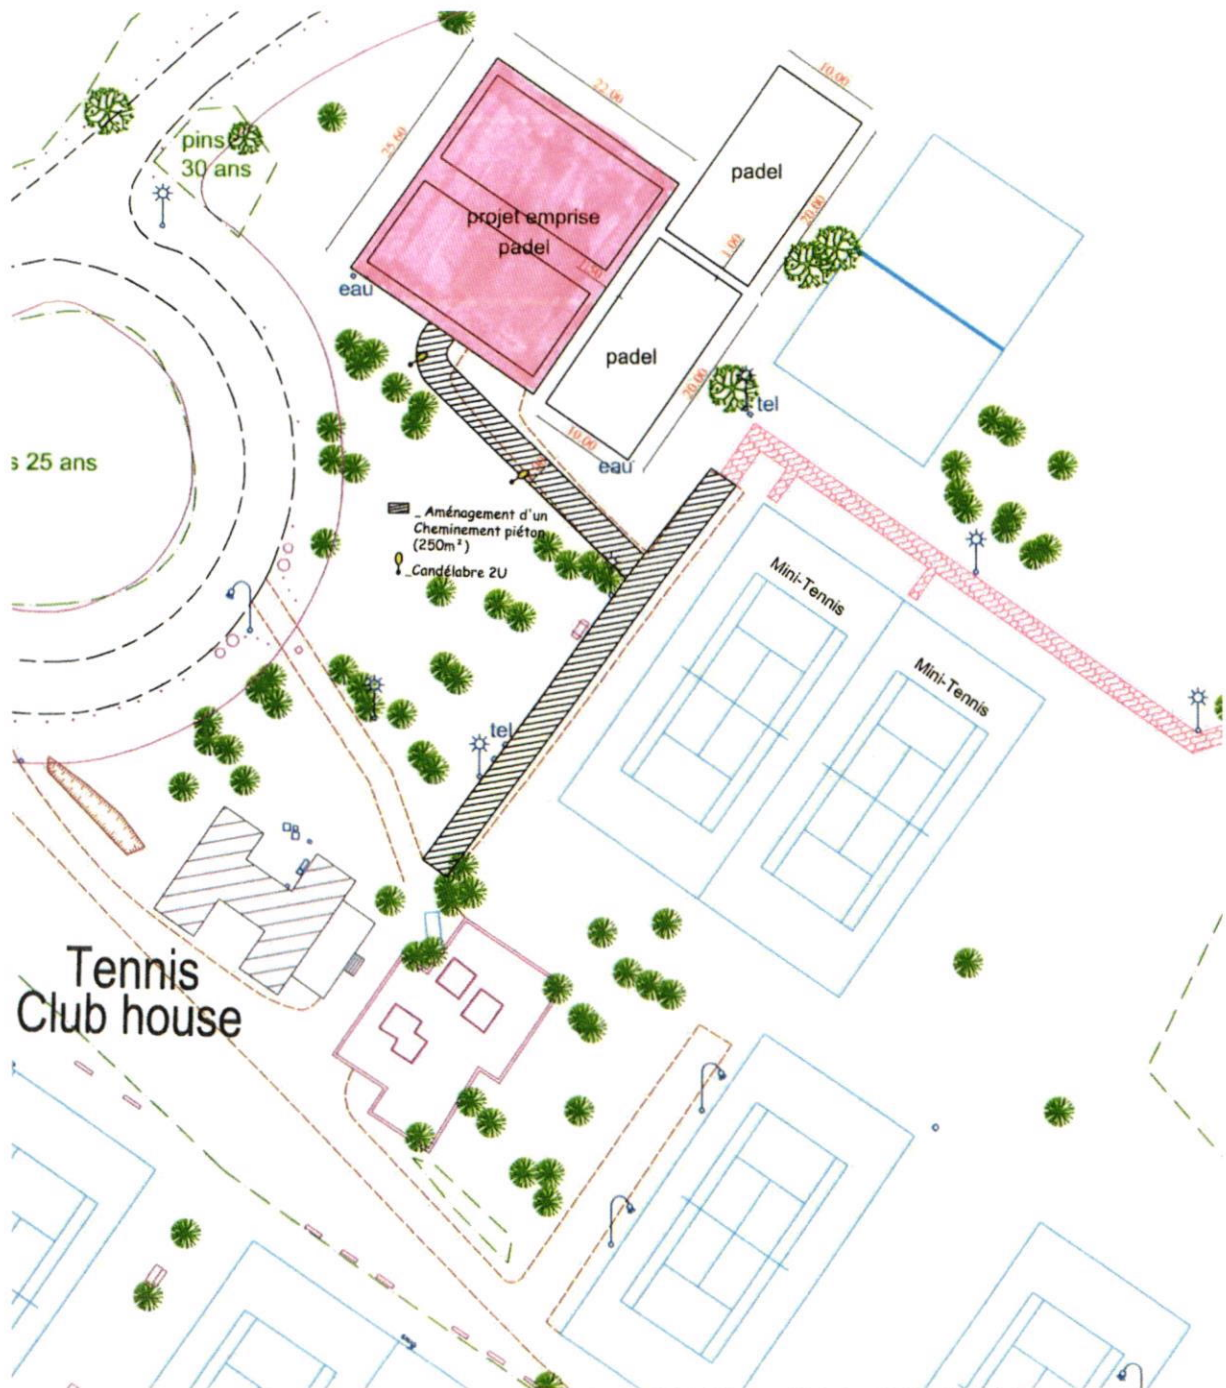 22.00
10.00
pins
30 ans
25.60
padel
projet emprise
padel
20.00
1.00
1.50
eau
padel
20.00
tel
10.00
eau
s 25 ans
_ Aménagement d'un
Cheminement piéton
(250m²)
_Candélabre 2U
Mini-Tennis
Mini-Tennis
tel
Tennis
Club house